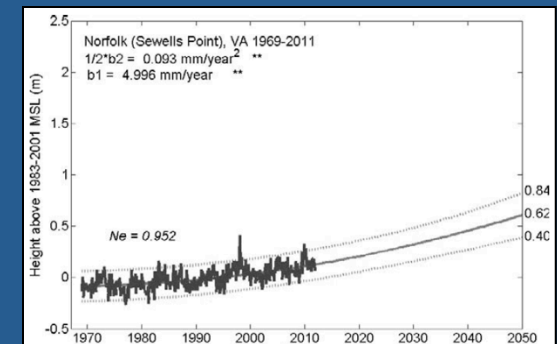 2.5
Norfolk (Sewells Point), VA 1969-2011
1/2*b2 = 0.093 mm/year2 **
b1 = 4.996 mm/year **
2
1.5
1
0.5
0
-0.5
Height above 1983-2001 MSL (m)
Ne = 0.952
0.84
0.62
0.40
1970 1980 1990 2000 2010 2020 2030 2040 2050